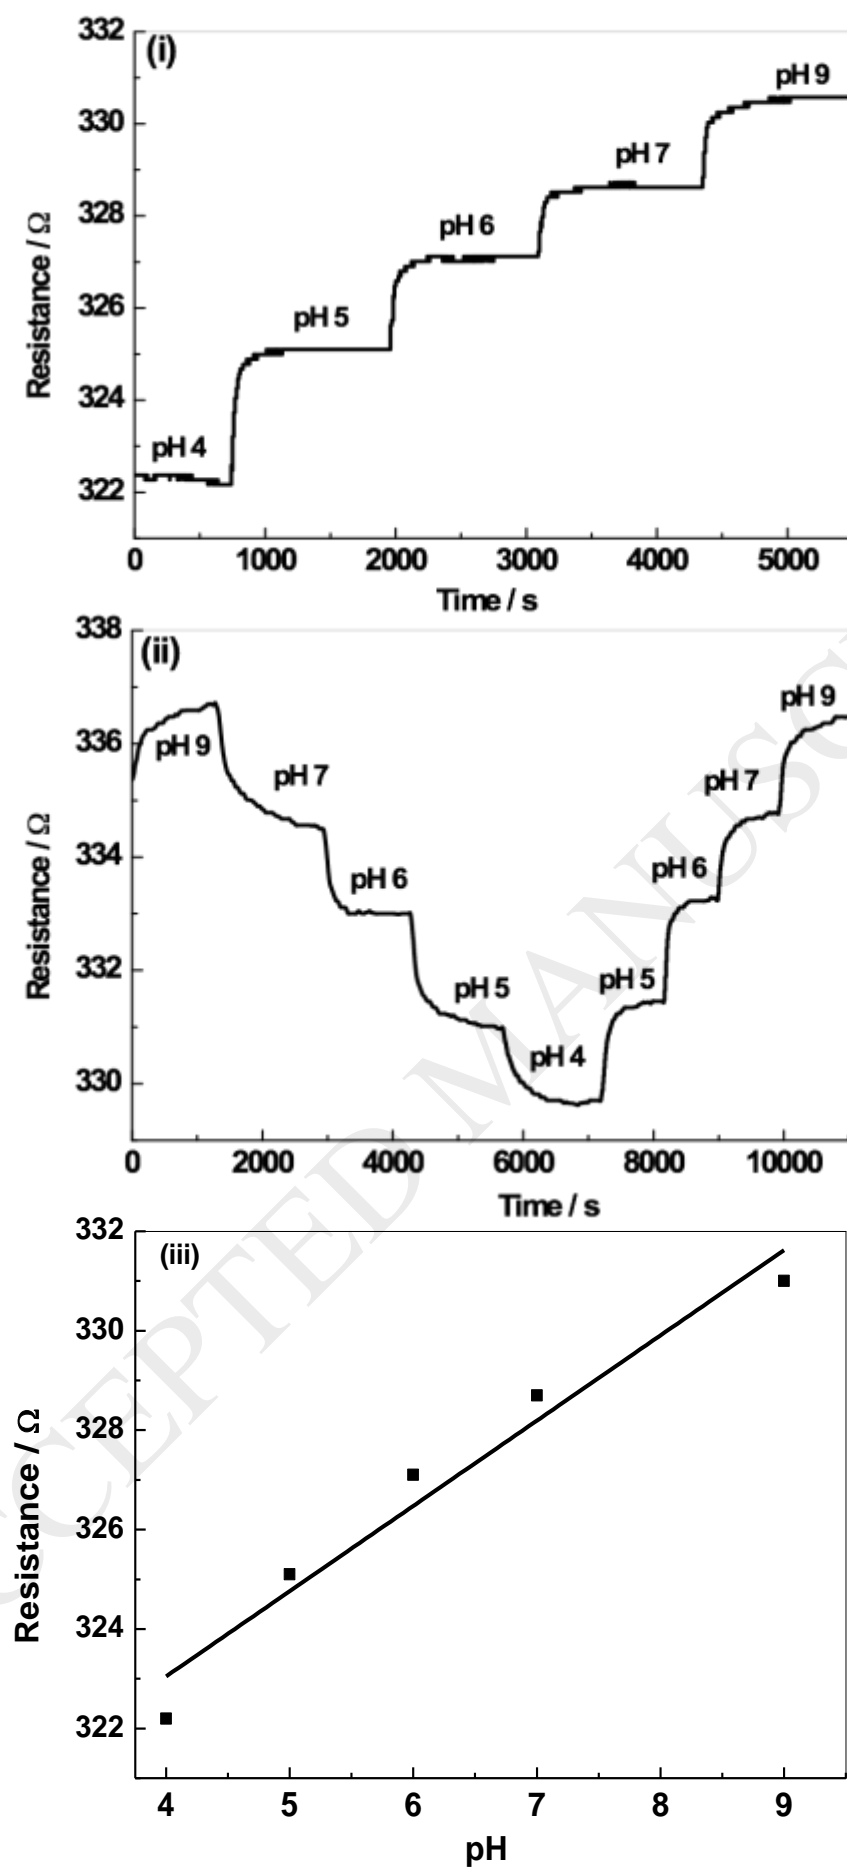 (i)
332
330
328
326
324
322
Resistance / Ω
pH 4
pH 5
pH 6
pH 7
pH 9
0 1000 2000 3000 4000 5000
Time / s
(ii)
338
336
334
332
330
Resistance / Ω
pH 9
pH 7
pH 6
pH 5
pH 4
pH 5
pH 6
pH 7
pH 9
0 2000 4000 6000 8000 10000
Time / s
(iii)
332
330
328
326
324
322
Resistance / Ω
4 5 6 7 8 9
pH
CCEPTED MANUSC